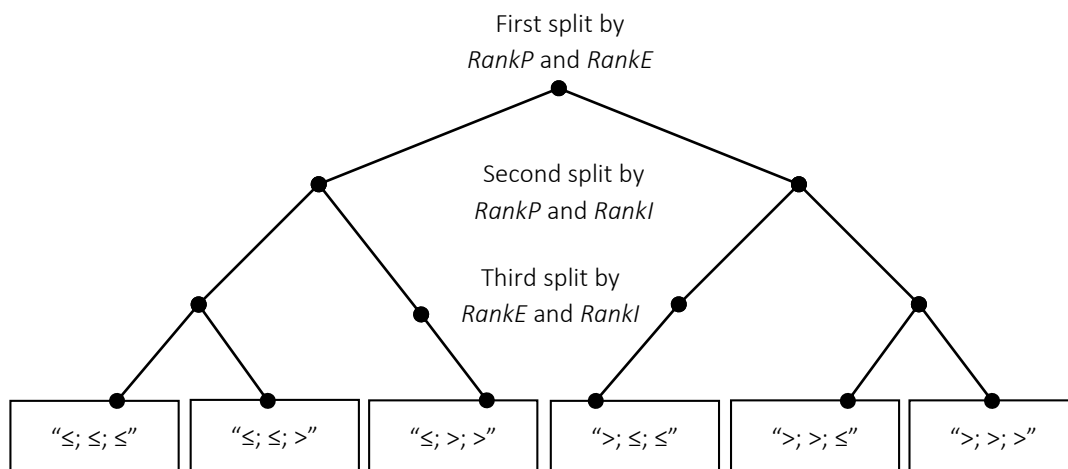 First split by
RankP and RankE
Second split by
RankP and RankI
Third split by
RankE and RankI
“≤; ≤; ≤” “≤; ≤; >” “≤; >; >” “>; ≤; ≤” “>; >; ≤” “>; >; >”